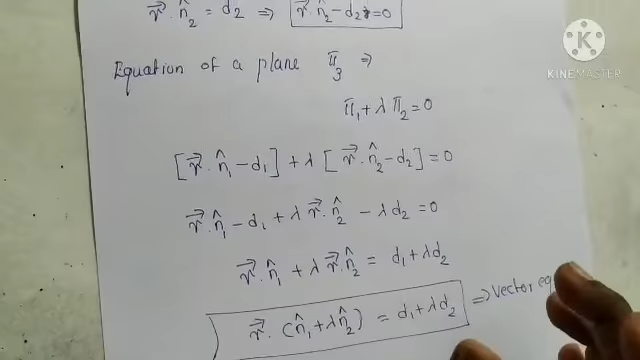 r⃗ . n̂₂ = d₂ ⇒ r⃗ . n̂₂ - d₂ = 0
Equation of a plane π₃ ⇒
π₁ + λ π₂ = 0
[r⃗ . n̂₁ - d₁] + λ [r⃗ . n̂₂ - d₂] = 0
r⃗ . n̂₁ - d₁ + λ r⃗ . n̂₂ - λd₂ = 0
r⃗ . n̂₁ + λ r⃗ . n̂₂ = d₁ + λd₂
r⃗ . (n̂₁ + λn̂₂) = d₁ + λd₂ ⇒ vector
KINEMASTER